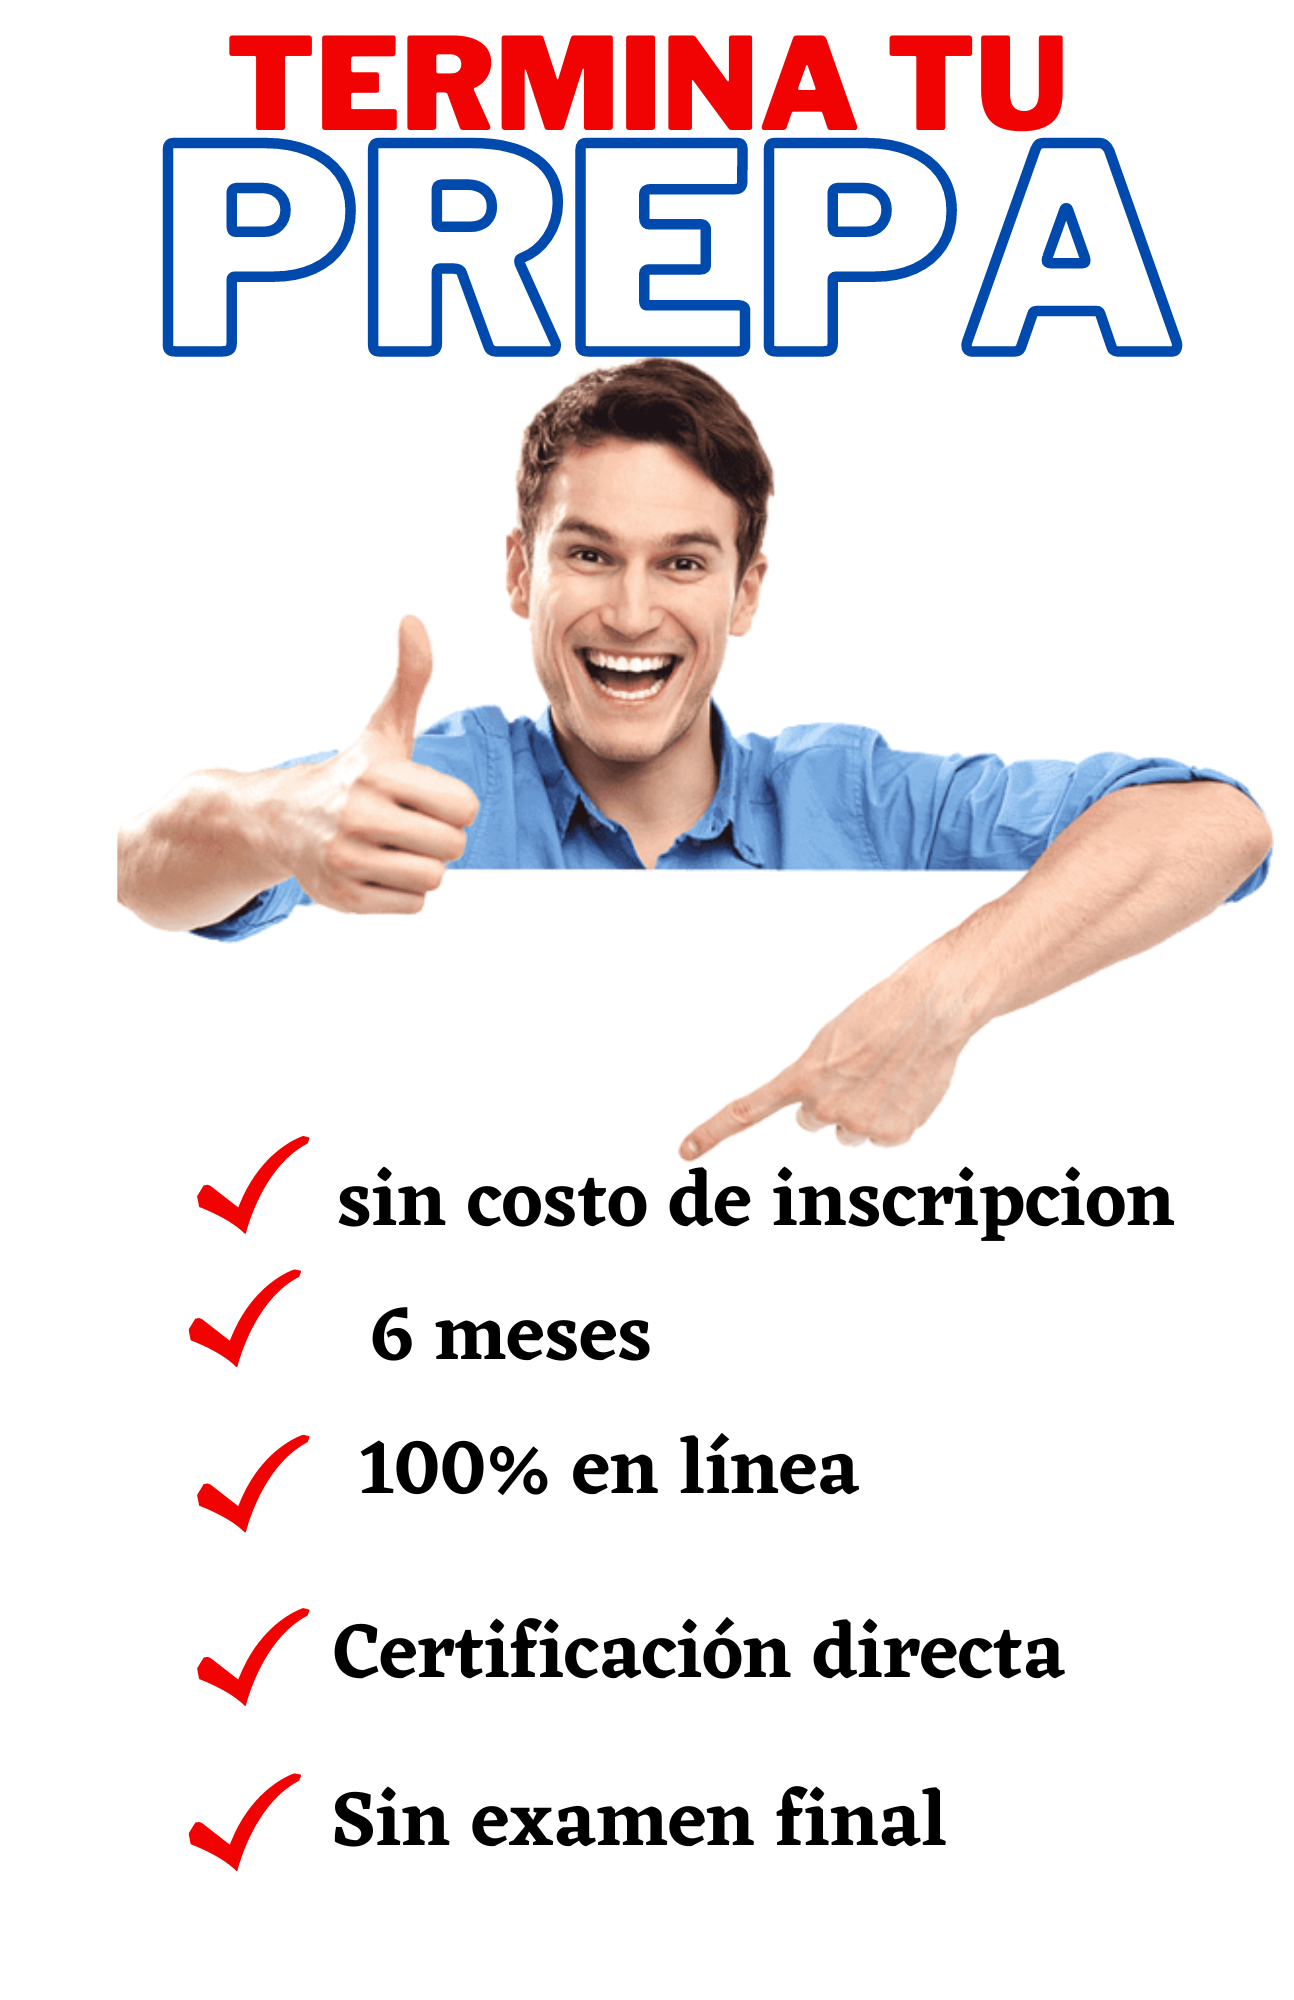 TERMINA TU
PREPA
sin costo de inscripcion
6 meses
100% en línea
Certificación directa
Sin examen final